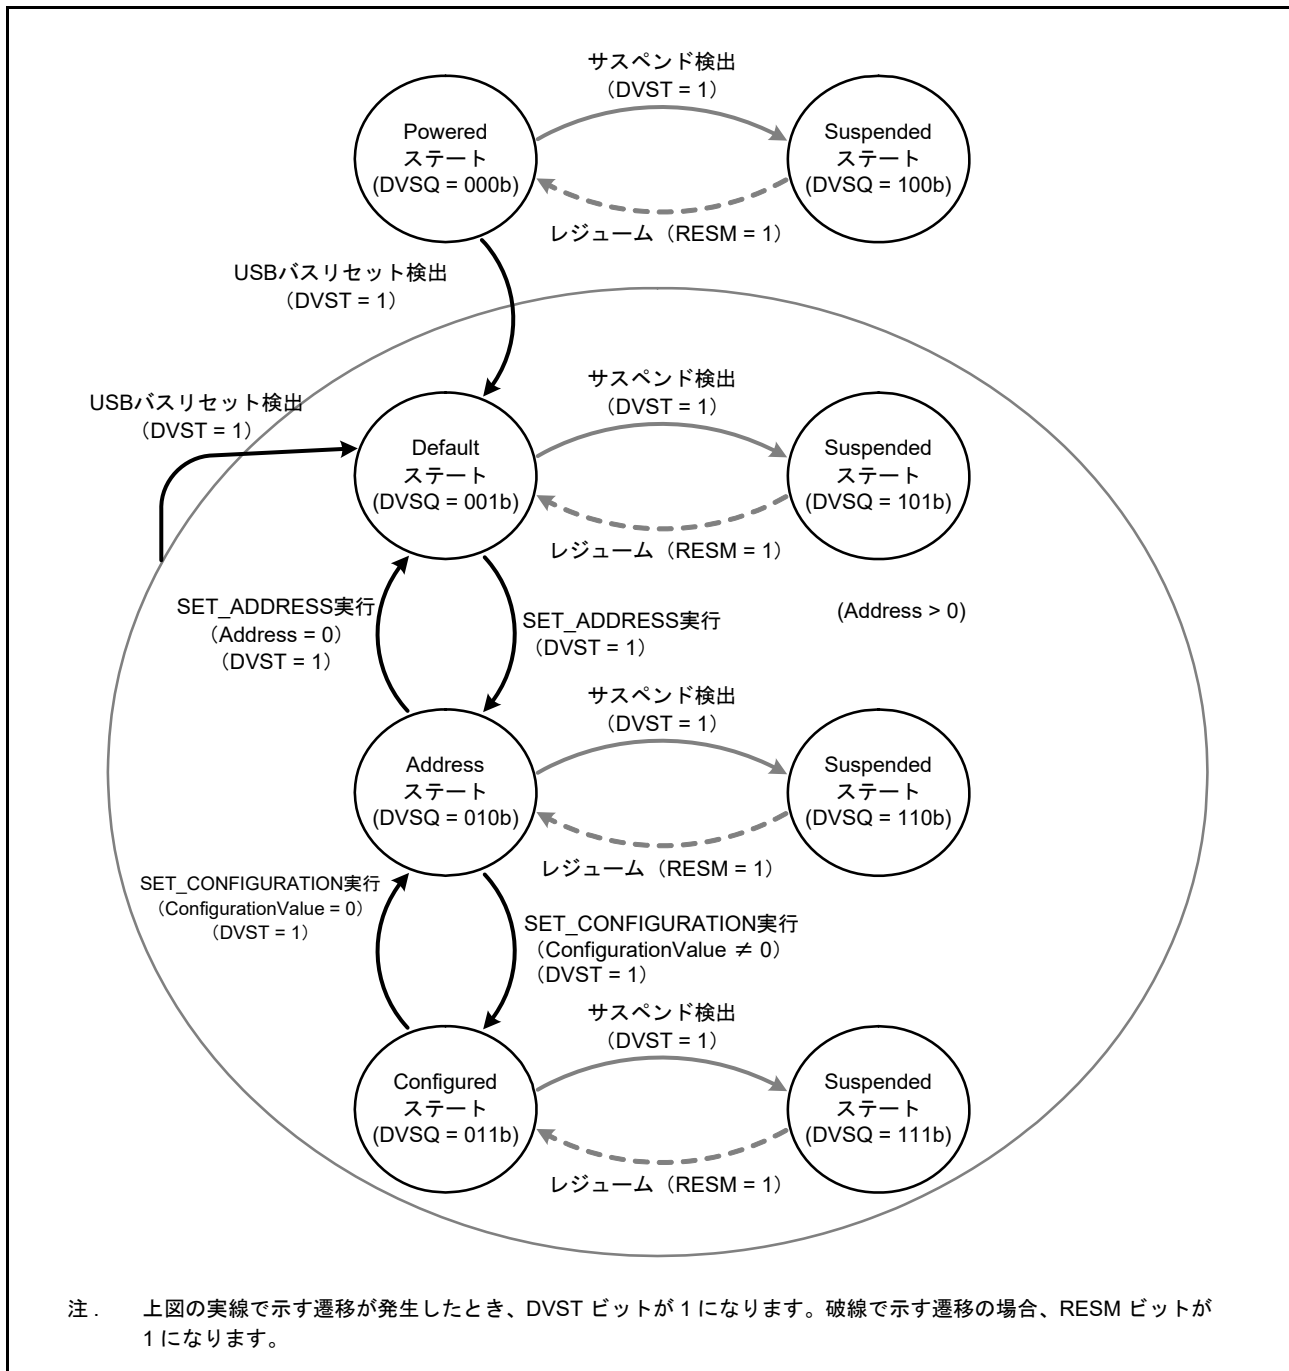 サスペンド検出
（DVST = 1）
Powered
ステート
(DVSQ = 000b)
Suspended
ステート
(DVSQ = 100b)
レジューム（RESM = 1）
USBバスリセット検出
（DVST = 1）
USBバスリセット検出
（DVST = 1）
サスペンド検出
（DVST = 1）
Default
ステート
(DVSQ = 001b)
Suspended
ステート
(DVSQ = 101b)
レジューム（RESM = 1）
SET_ADDRESS実行
（Address = 0）
（DVST = 1）
SET_ADDRESS実行
（DVST = 1）
(Address > 0)
サスペンド検出
（DVST = 1）
Address
ステート
(DVSQ = 010b)
Suspended
ステート
(DVSQ = 110b)
レジューム（RESM = 1）
SET_CONFIGURATION実行
（ConfigurationValue = 0）
（DVST = 1）
SET_CONFIGURATION実行
（ConfigurationValue ≠ 0）
（DVST = 1）
サスペンド検出
（DVST = 1）
Configured
ステート
(DVSQ = 011b)
Suspended
ステート
(DVSQ = 111b)
レジューム（RESM = 1）
注 . 上図の実線で示す遷移が発生したとき、DVST ビットが 1 になります。破線で示す遷移の場合、RESM ビットが
1 になります。